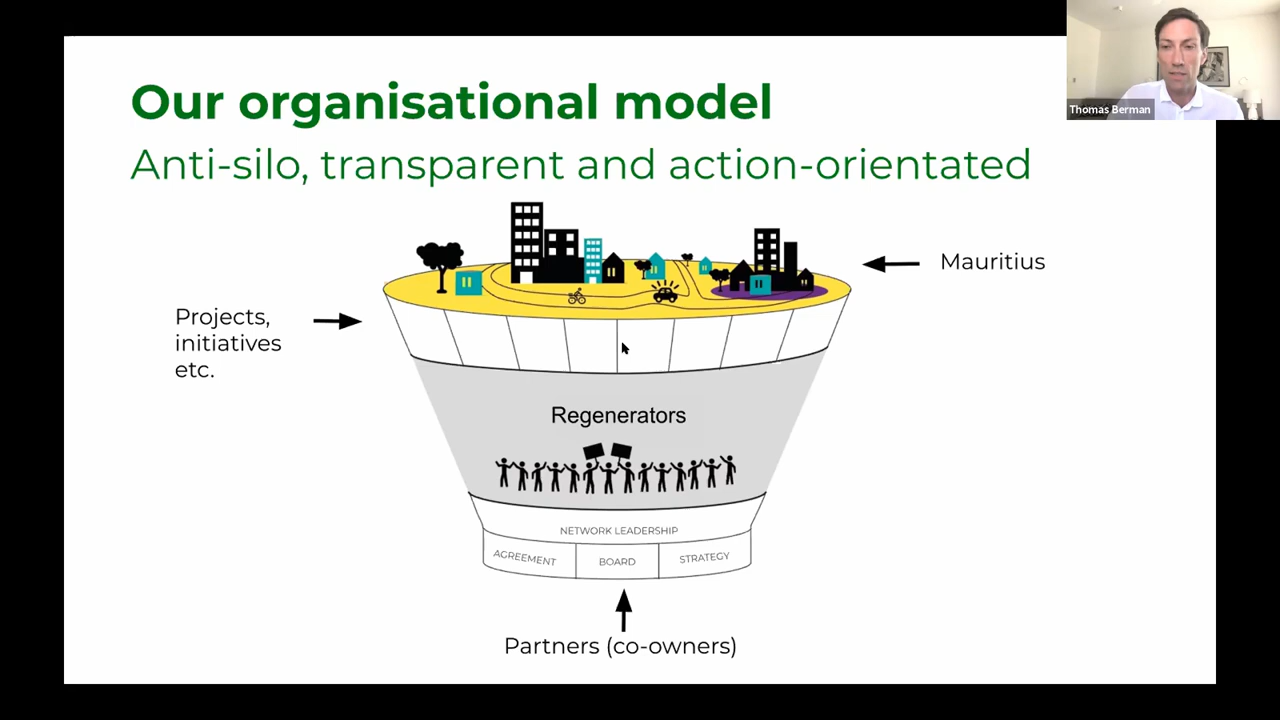 Thomas Berman
Our organisational model
Anti-silo, transparent and action-orientated
Mauritius
Projects,
initiatives
etc.
Regenerators
NETWORK LEADERSHIP
AGREEMENT
BOARD
STRATEGY
Partners (co-owners)